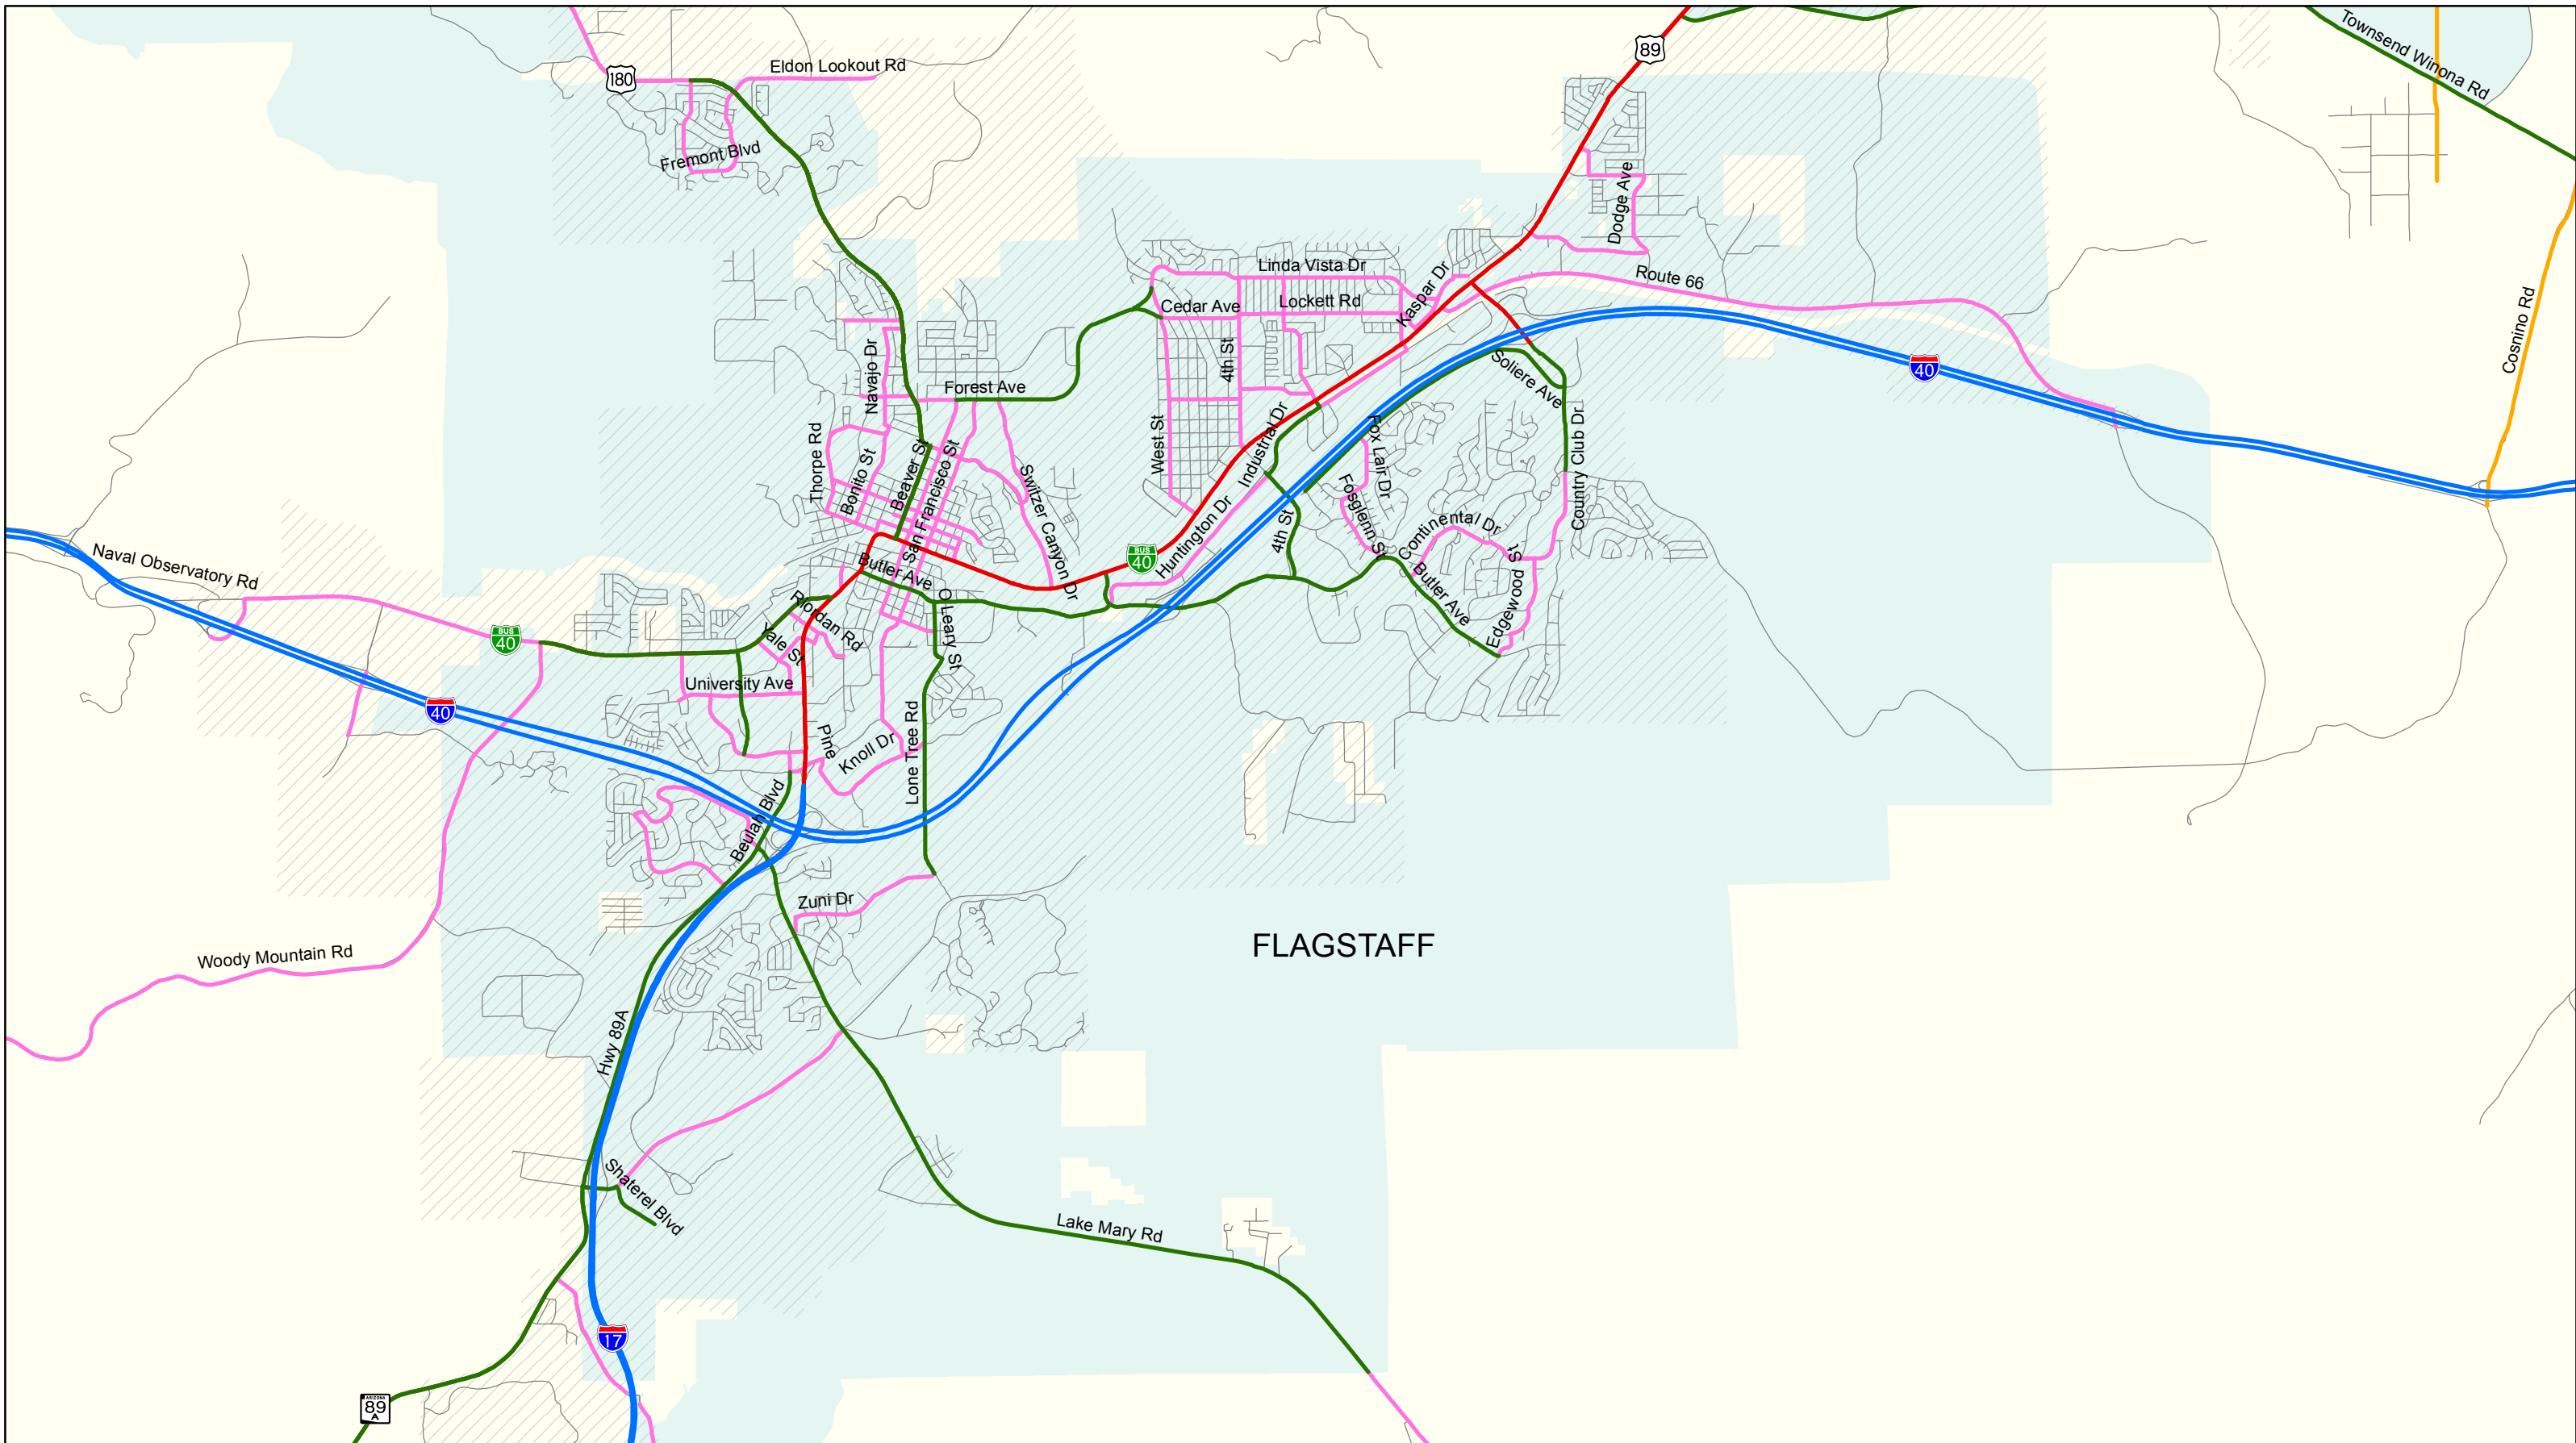 Townsend Winona Rd
89
180
Eldon Lookout Rd
Fremont Blvd
Dodge Ave
Linda Vista Dr
Route 66
Kaspar Dr
Cedar Ave
Lockett Rd
Cosnino Rd
Navajo Dr
4th St
Soliere Ave
40
Forest Ave
Thorpe Rd
Bonito St
Beaver St
San Francisco St
Switzer Canyon Dr
West St
Industrial Dr
Fox Lair Dr
Country Club Dr
Fosglenn St
Continental Dr
Huntington Dr
4th St
BUS
40
Naval Observatory Rd
Butler Ave
Butler Ave
Edgewood St
Riordan Rd
O Leary St
Yale St
BUS
40
University Ave
40
Pine Knoll Dr
Lone Tree Rd
Beulah Blvd
Zuni Dr
Woody Mountain Rd
FLAGSTAFF
Hwy 89A
Shaterel Blvd
Lake Mary Rd
17
ARIZONA
89
A